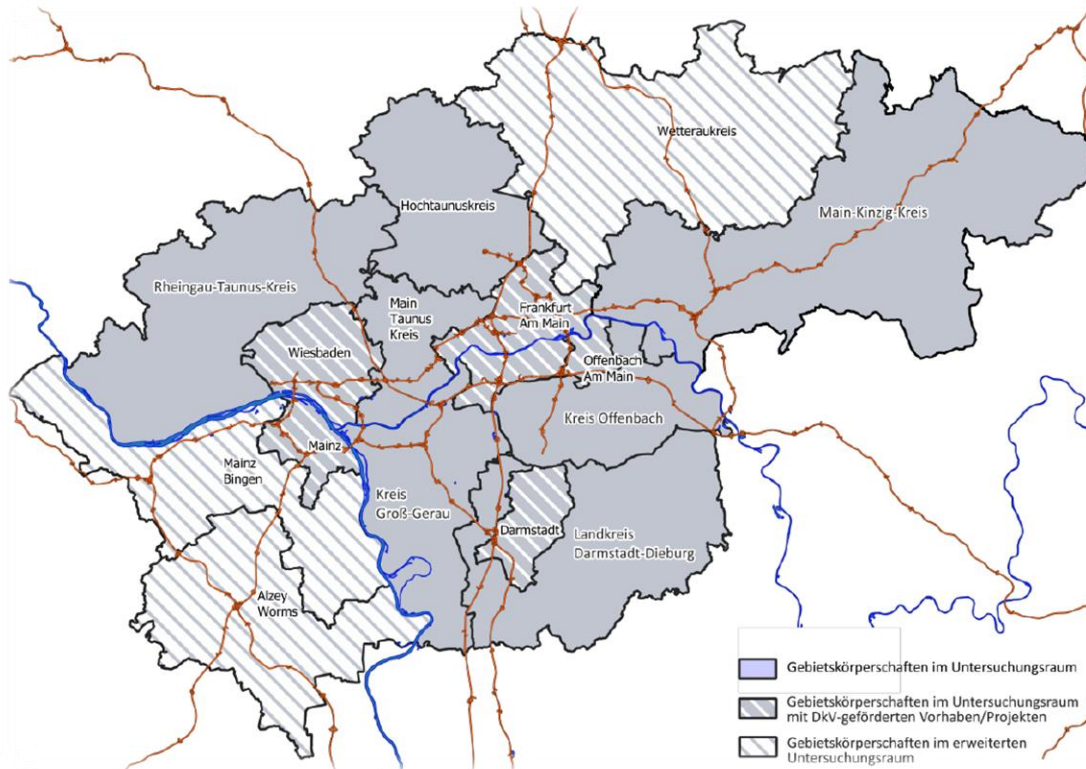 Wetteraukreis
Hochtaunuskreis
Main-Kinzig-Kreis
Rheingau-Taunus-Kreis
Main
Taunus
Kreis
Frankfurt
Am Main
Wiesbaden
Offenbach
Am Main
Kreis Offenbach
Mainz
Mainz
Bingen
Kreis
Groß-Gerau
Darmstadt
Landkreis
Darmstadt-Dieburg
Alzey
Worms
Gebietskörperschaften im Untersuchungsraum
Gebietskörperschaften im Untersuchungsraum
mit DkV-geförderten Vorhaben/Projekten
Gebietskörperschaften im erweiterten
Untersuchungsraum